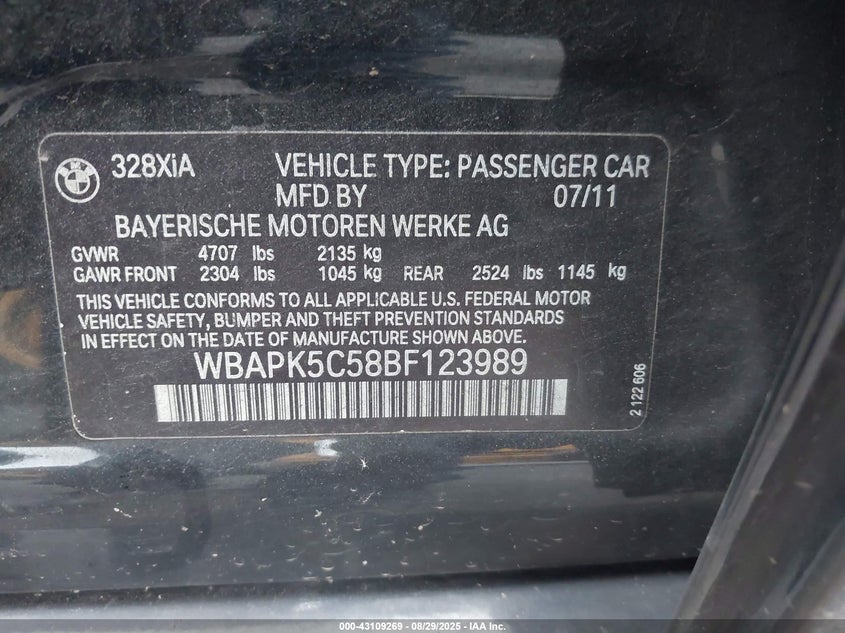 BMW
328XiA VEHICLE TYPE: PASSENGER CAR
MFD BY 07/11
BAYERISCHE MOTOREN WERKE AG
GVWR 4707 lbs 2135 kg
GAWR FRONT 2304 lbs 1045 kg REAR 2524 lbs 1145 kg
THIS VEHICLE CONFORMS TO ALL APPLICABLE U.S. FEDERAL MOTOR
VEHICLE SAFETY, BUMPER AND THEFT PREVENTION STANDARDS
IN EFFECT ON THE DATE OF MANUFACTURE SHOWN ABOVE.
WBAPK5C58BF123989
2 122 606
000-43109269 - 08/29/2025 - IAA Inc.